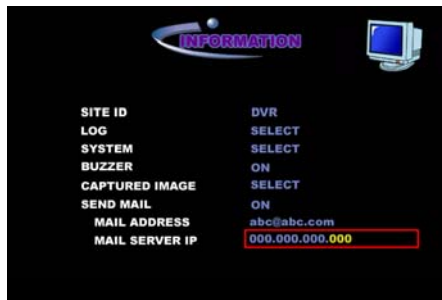 INFORMATION
SITE ID DVR
LOG SELECT
SYSTEM SELECT
BUZZER ON
CAPTURED IMAGE SELECT
SEND MAIL ON
MAIL ADDRESS abc@abc.com
MAIL SERVER IP 000.000.000.000